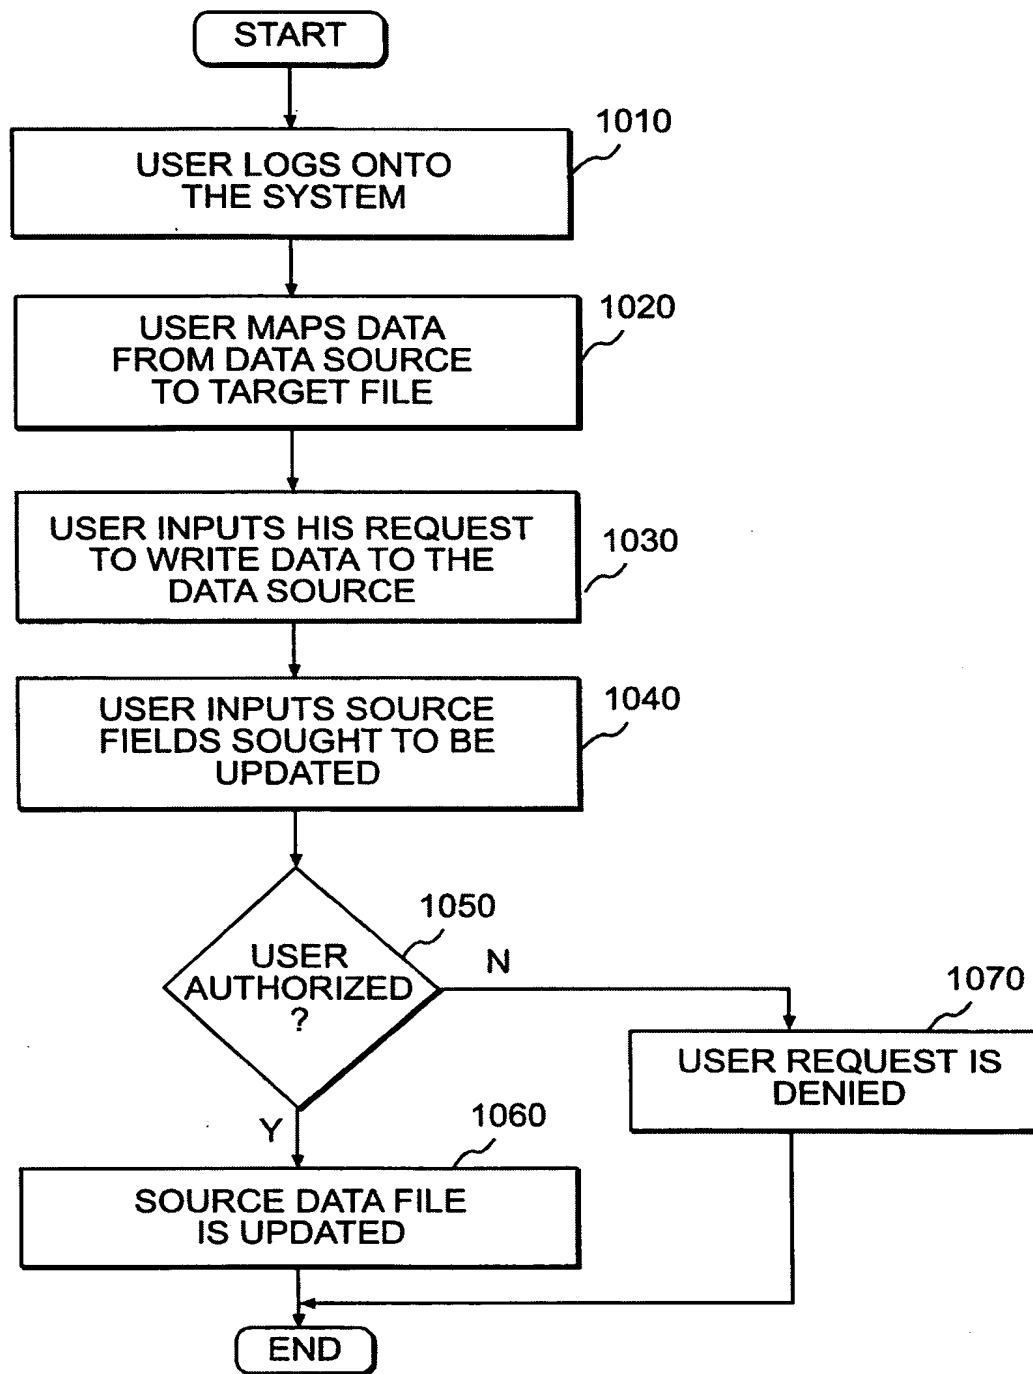 START
1010
USER LOGS ONTO
THE SYSTEM
1020
USER MAPS DATA
FROM DATA SOURCE
TO TARGET FILE
USER INPUTS HIS REQUEST
TO WRITE DATA TO THE
DATA SOURCE
1030
USER INPUTS SOURCE
FIELDS SOUGHT TO BE
UPDATED
1040
1050
USER
AUTHORIZED
?
N
1070
USER REQUEST IS
DENIED
Y
1060
SOURCE DATA FILE
IS UPDATED
END